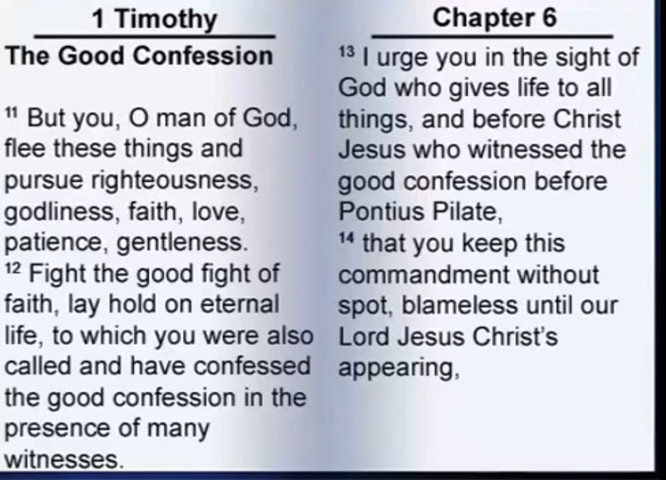 1 Timothy
The Good Confession
¹¹ But you, O man of God,
flee these things and
pursue righteousness,
godliness, faith, love,
patience, gentleness.
¹² Fight the good fight of
faith, lay hold on eternal
life, to which you were also
called and have confessed
the good confession in the
presence of many
witnesses.
Chapter 6
¹³ I urge you in the sight of
God who gives life to all
things, and before Christ
Jesus who witnessed the
good confession before
Pontius Pilate,
¹⁴ that you keep this
commandment without
spot, blameless until our
Lord Jesus Christ's
appearing,